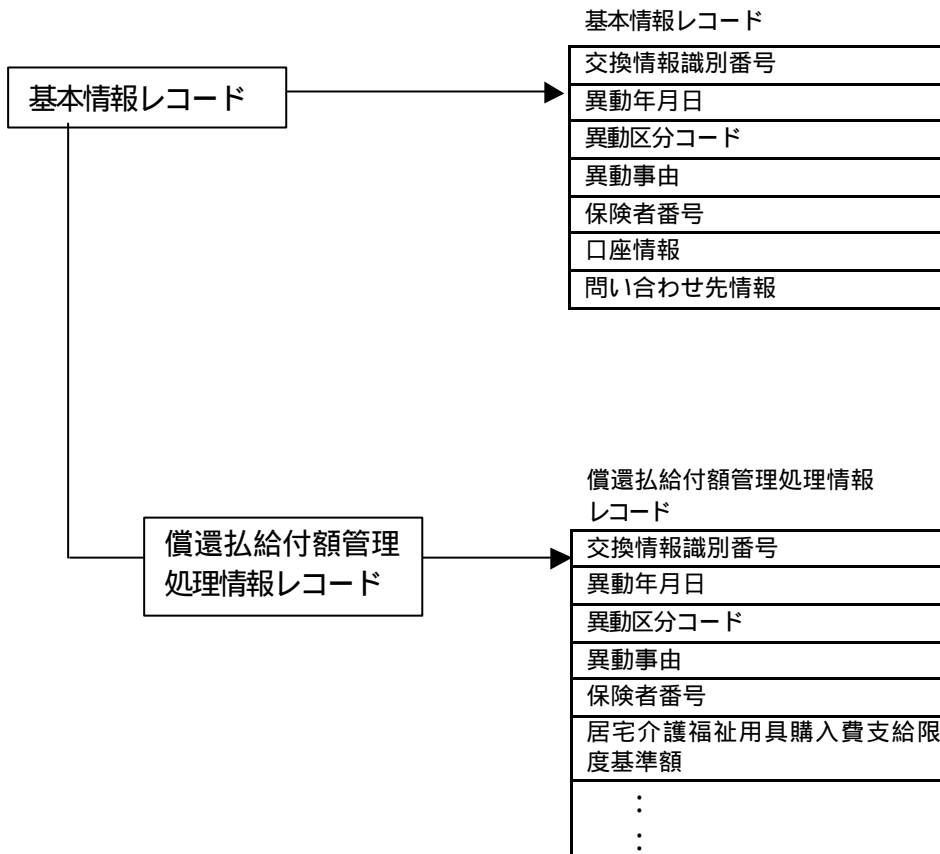 基本情報レコード
基本情報レコード
交換情報識別番号
異動年月日
異動区分コード
異動事由
保険者番号
口座情報
問い合わせ先情報
償還払給付額管理
処理情報レコード
償還払給付額管理処理情報
レコード
交換情報識別番号
異動年月日
異動区分コード
異動事由
保険者番号
居宅介護福祉用具購入費支給限
度基準額
：
：